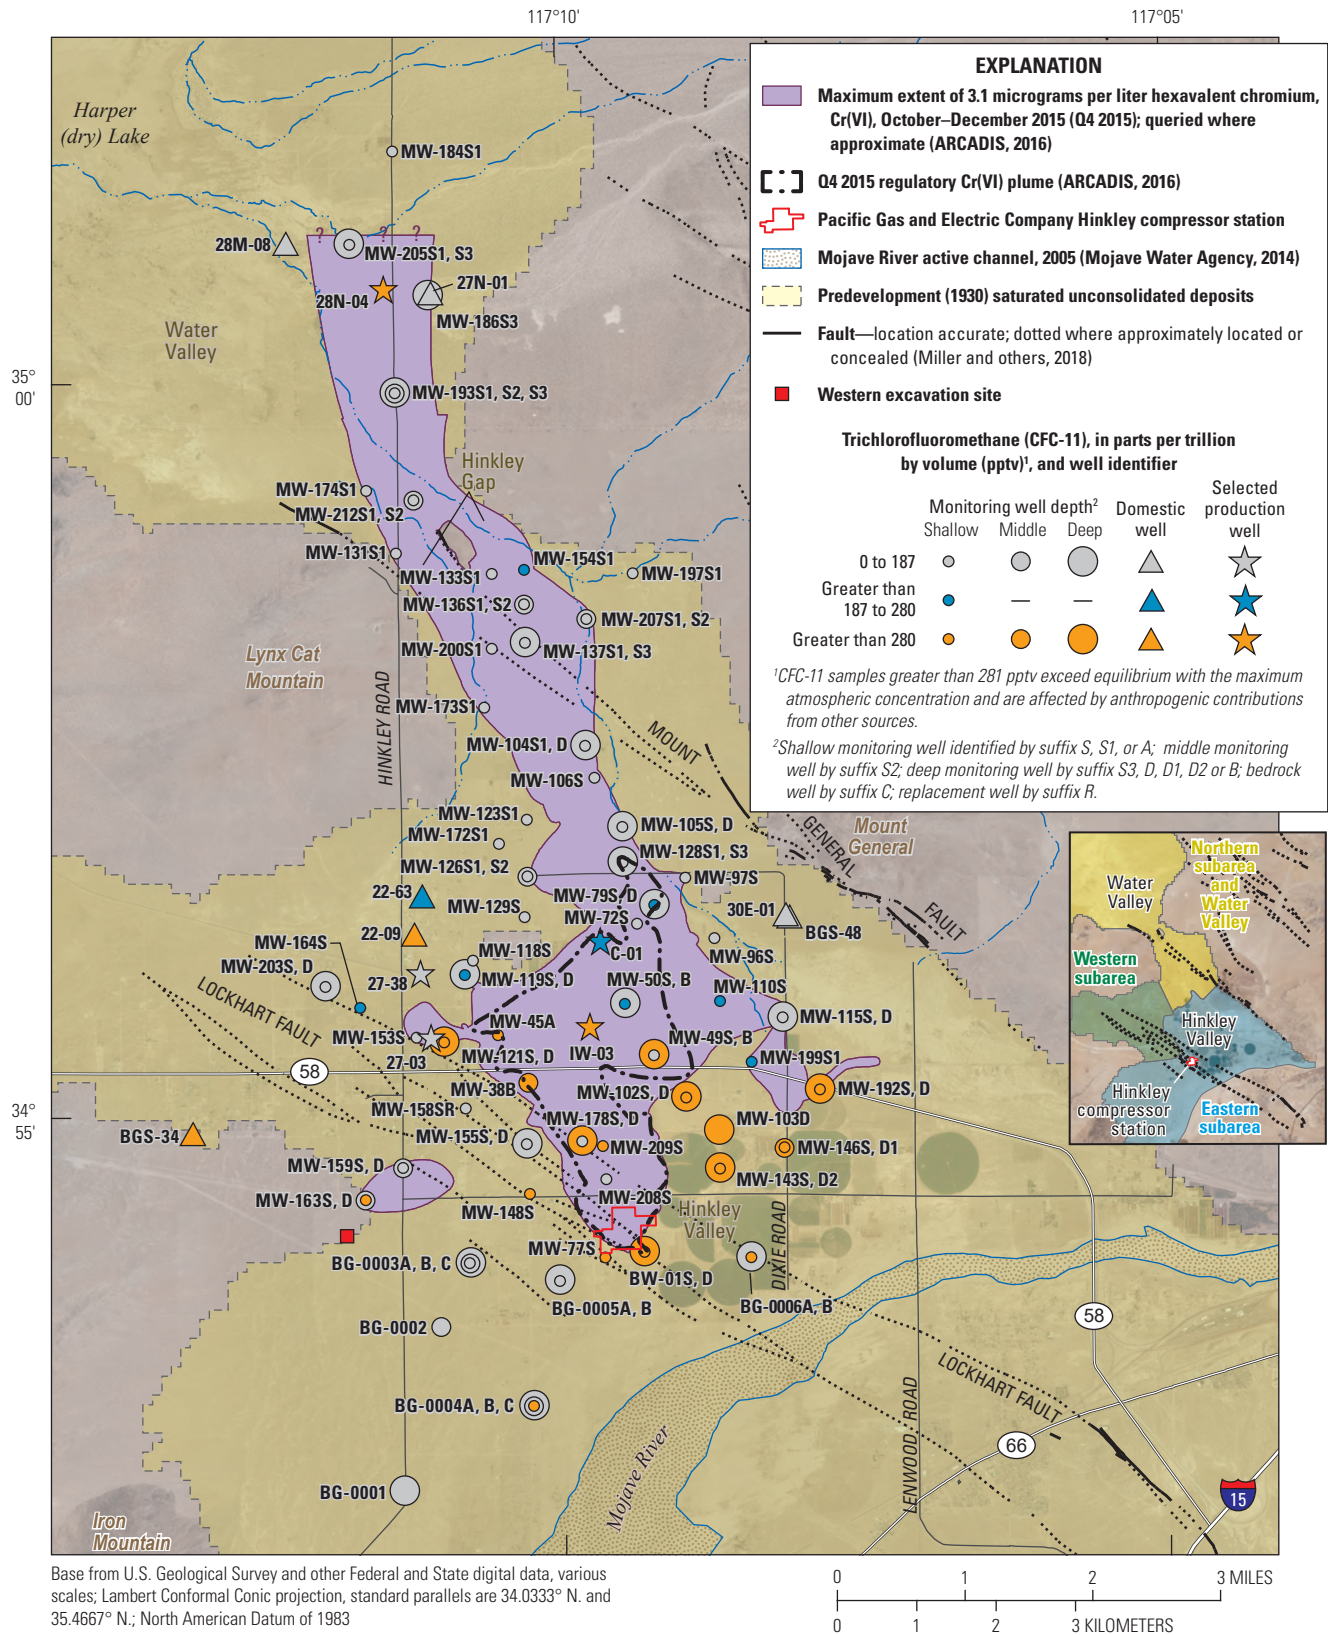 117°10'
117°05'
EXPLANATION
Maximum extent of 3.1 micrograms per liter hexavalent chromium,
Cr(VI), October–December 2015 (Q4 2015); queried where
approximate (ARCADIS, 2016)
Q4 2015 regulatory Cr(VI) plume (ARCADIS, 2016)
Pacific Gas and Electric Company Hinkley compressor station
Mojave River active channel, 2005 (Mojave Water Agency, 2014)
Predevelopment (1930) saturated unconsolidated deposits
Fault—location accurate; dotted where approximately located or
concealed (Miller and others, 2018)
Western excavation site
Trichlorofluoromethane (CFC-11), in parts per trillion
by volume (pptv)¹, and well identifier
Monitoring well depth²
Shallow
Middle
Deep
Domestic
well
Selected
production
well
0 to 187
Greater than
187 to 280
— —
Greater than 280
¹CFC-11 samples greater than 281 pptv exceed equilibrium with the maximum
atmospheric concentration and are affected by anthropogenic contributions
from other sources.
²Shallow monitoring well identified by suffix S, S1, or A; middle monitoring
well by suffix S2; deep monitoring well by suffix S3, D, D1, D2 or B; bedrock
well by suffix C; replacement well by suffix R.
Harper
(dry) Lake
MW-184S1
28M-08
? ? ?
MW-205S1, S3
27N-01
28N-04
MW-186S3
Water
Valley
35°
00'
MW-193S1, S2, S3
Hinkley
Gap
MW-174S1
MW-212S1, S2
MW-131S1
MW-154S1
MW-133S1
MW-197S1
MW-136S1, S2
MW-207S1, S2
MW-200S1
MW-137S1, S3
Lynx Cat
Mountain
HINKLEY ROAD
MW-173S1
MW-104S1, D
MOUNT
GENERAL
FAULT
MW-106S
MW-123S1
MW-105S, D
Mount
General
MW-172S1
MW-128S1, S3
MW-126S1, S2
MW-97S
22-63
MW-79S, D
MW-129S
MW-72S
30E-01
BGS-48
22-09
MW-164S
MW-118S
C-01
MW-96S
MW-203S, D
27-38
MW-119S, D
MW-50S, B
MW-110S
LOCKHART FAULT
MW-45A
MW-115S, D
MW-153S
27-03
MW-121S, D
IW-03
MW-49S, B
MW-199S1
58
MW-38B
MW-102S, D
MW-192S, D
34°
55'
MW-158SR
MW-178S, D
MW-103D
BGS-34
MW-155S, D
MW-209S
MW-146S, D1
MW-159S, D
MW-143S, D2
MW-163S, D
MW-208S
MW-148S
Hinkley
Valley
DIXIE ROAD
MW-77S
BG-0003A, B, C
BW-01S, D
BG-0005A, B
BG-0006A, B
58
BG-0002
LOCKHART FAULT
BG-0004A, B, C
LENWOOD ROAD
66
Mojave River
BG-0001
15
Iron
Mountain
Northern
subarea
and
Water
Valley
Water
Valley
Western
subarea
Hinkley
Valley
Hinkley
compressor
station
Eastern
subarea
Base from U.S. Geological Survey and other Federal and State digital data, various
scales; Lambert Conformal Conic projection, standard parallels are 34.0333° N. and
35.4667° N.; North American Datum of 1983
0 1 2 3 MILES
0 1 2 3 KILOMETERS